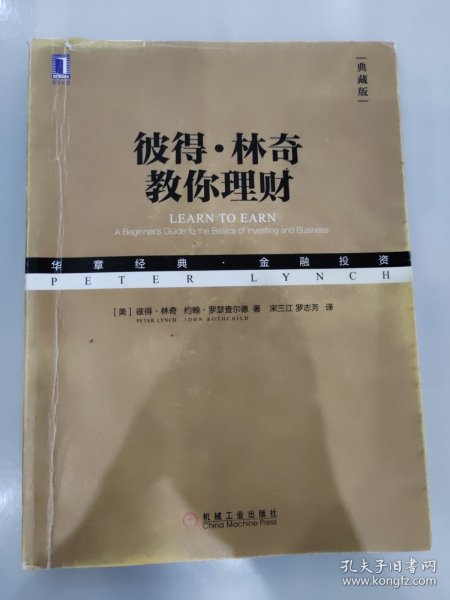 典藏版
彼得·林奇
教你理财
LEARN TO EARN
A Beginner's Guide to the Basics of Investing and Business
华章经典·金融投资
PETER LYNCH
[美] 彼得·林奇 约翰·罗瑟查尔德 著 宋三江 罗志芳 译
PETER LYNCH JOHN ROTHCHILD
机械工业出版社
China Machine Press
孔夫子旧书网
www.kongfz.com